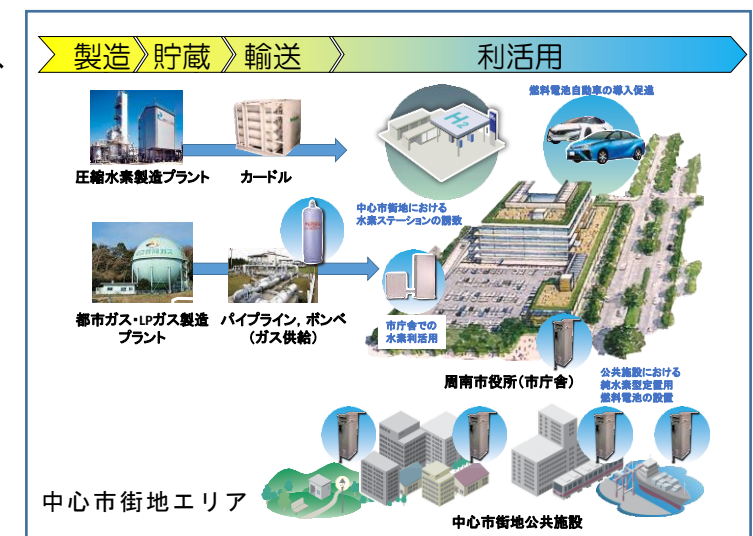 製造
貯蔵
輸送
利活用
燃料電池自動車の導入促進
H2
圧縮水素製造プラント
カードル
中心市街地における
水素ステーションの誘致
都市ガス・LPガス製造
プラント
パイプライン，ボンベ
(ガス供給)
市庁舎での
水素利活用
周南市役所(市庁舎)
公共施設における
純水素型定置用
燃料電池の設置
中心市街地エリア
中心市街地公共施設